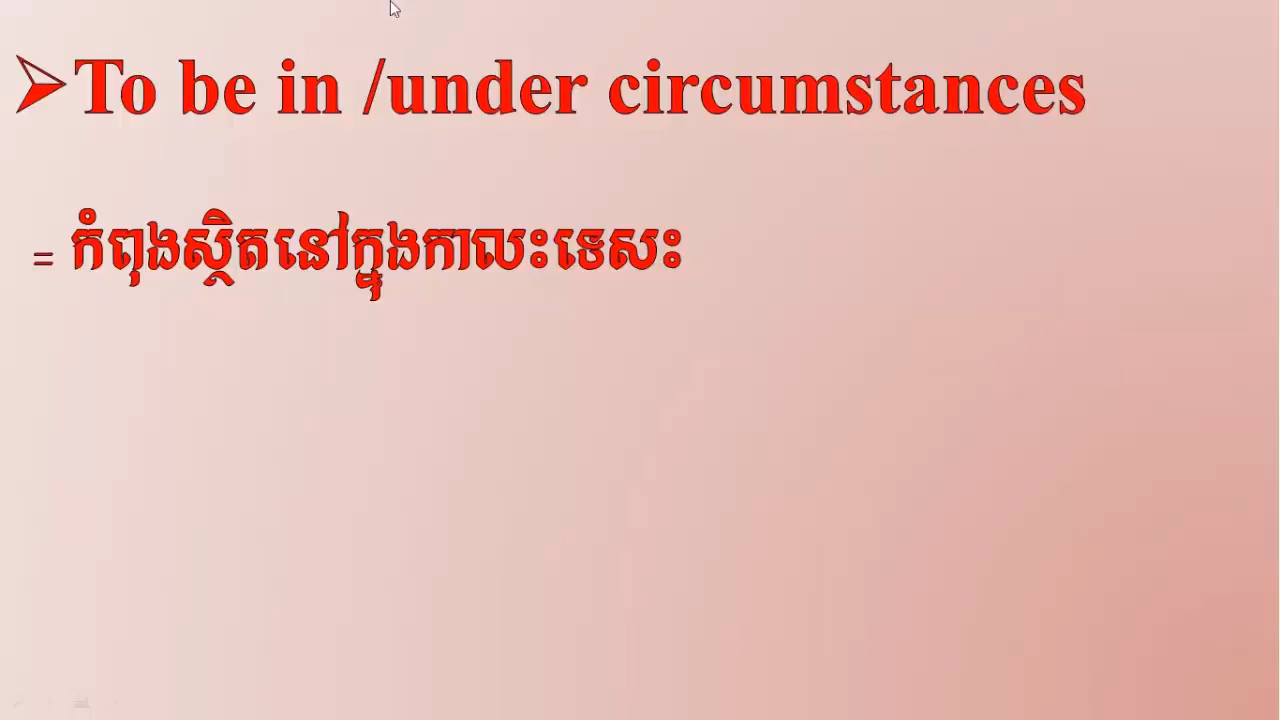 ➢To be in /under circumstances
= កំពុងស្ថិតនៅក្នុងកាលះទេសះ